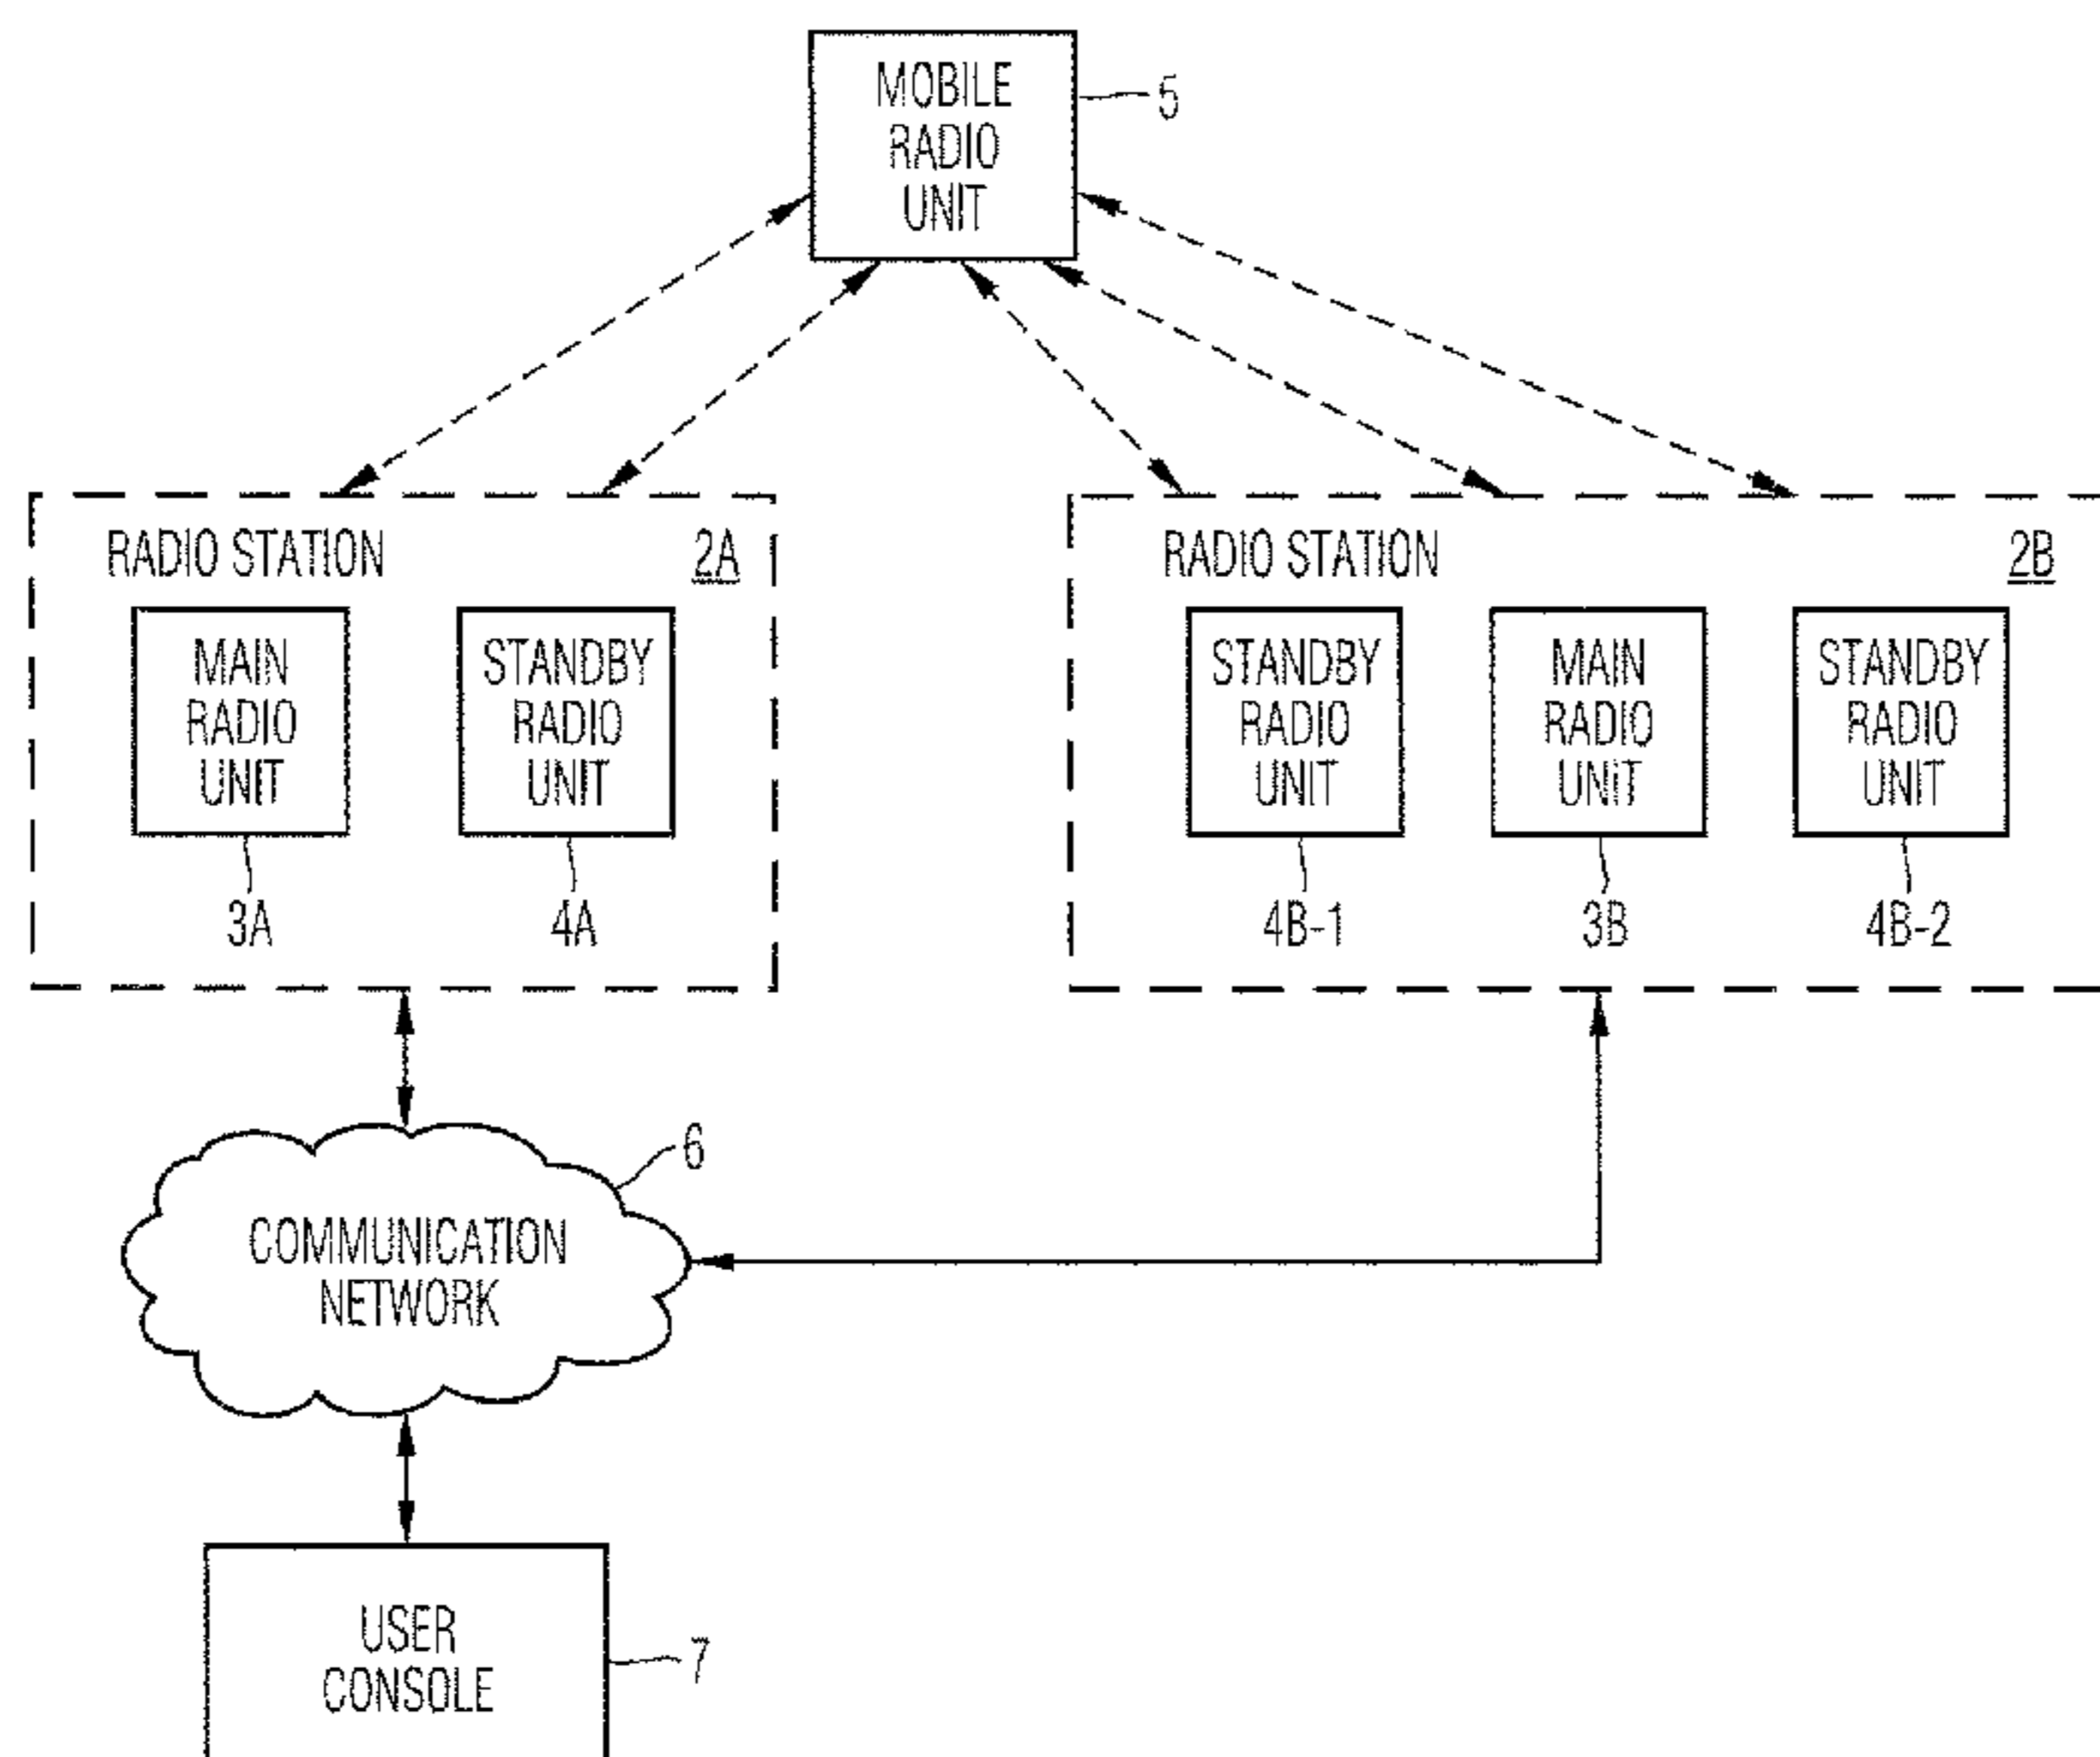 MOBILE
RADIO
UNIT
5
RADIO STATION 2A
MAIN
RADIO
UNIT
3A
STANDBY
RADIO
UNIT
4A
RADIO STATION 2B
STANDBY
RADIO
UNIT
4B-1
MAIN
RADIO
UNIT
3B
STANDBY
RADIO
UNIT
4B-2
6
COMMUNICATION
NETWORK
USER
CONSOLE
7